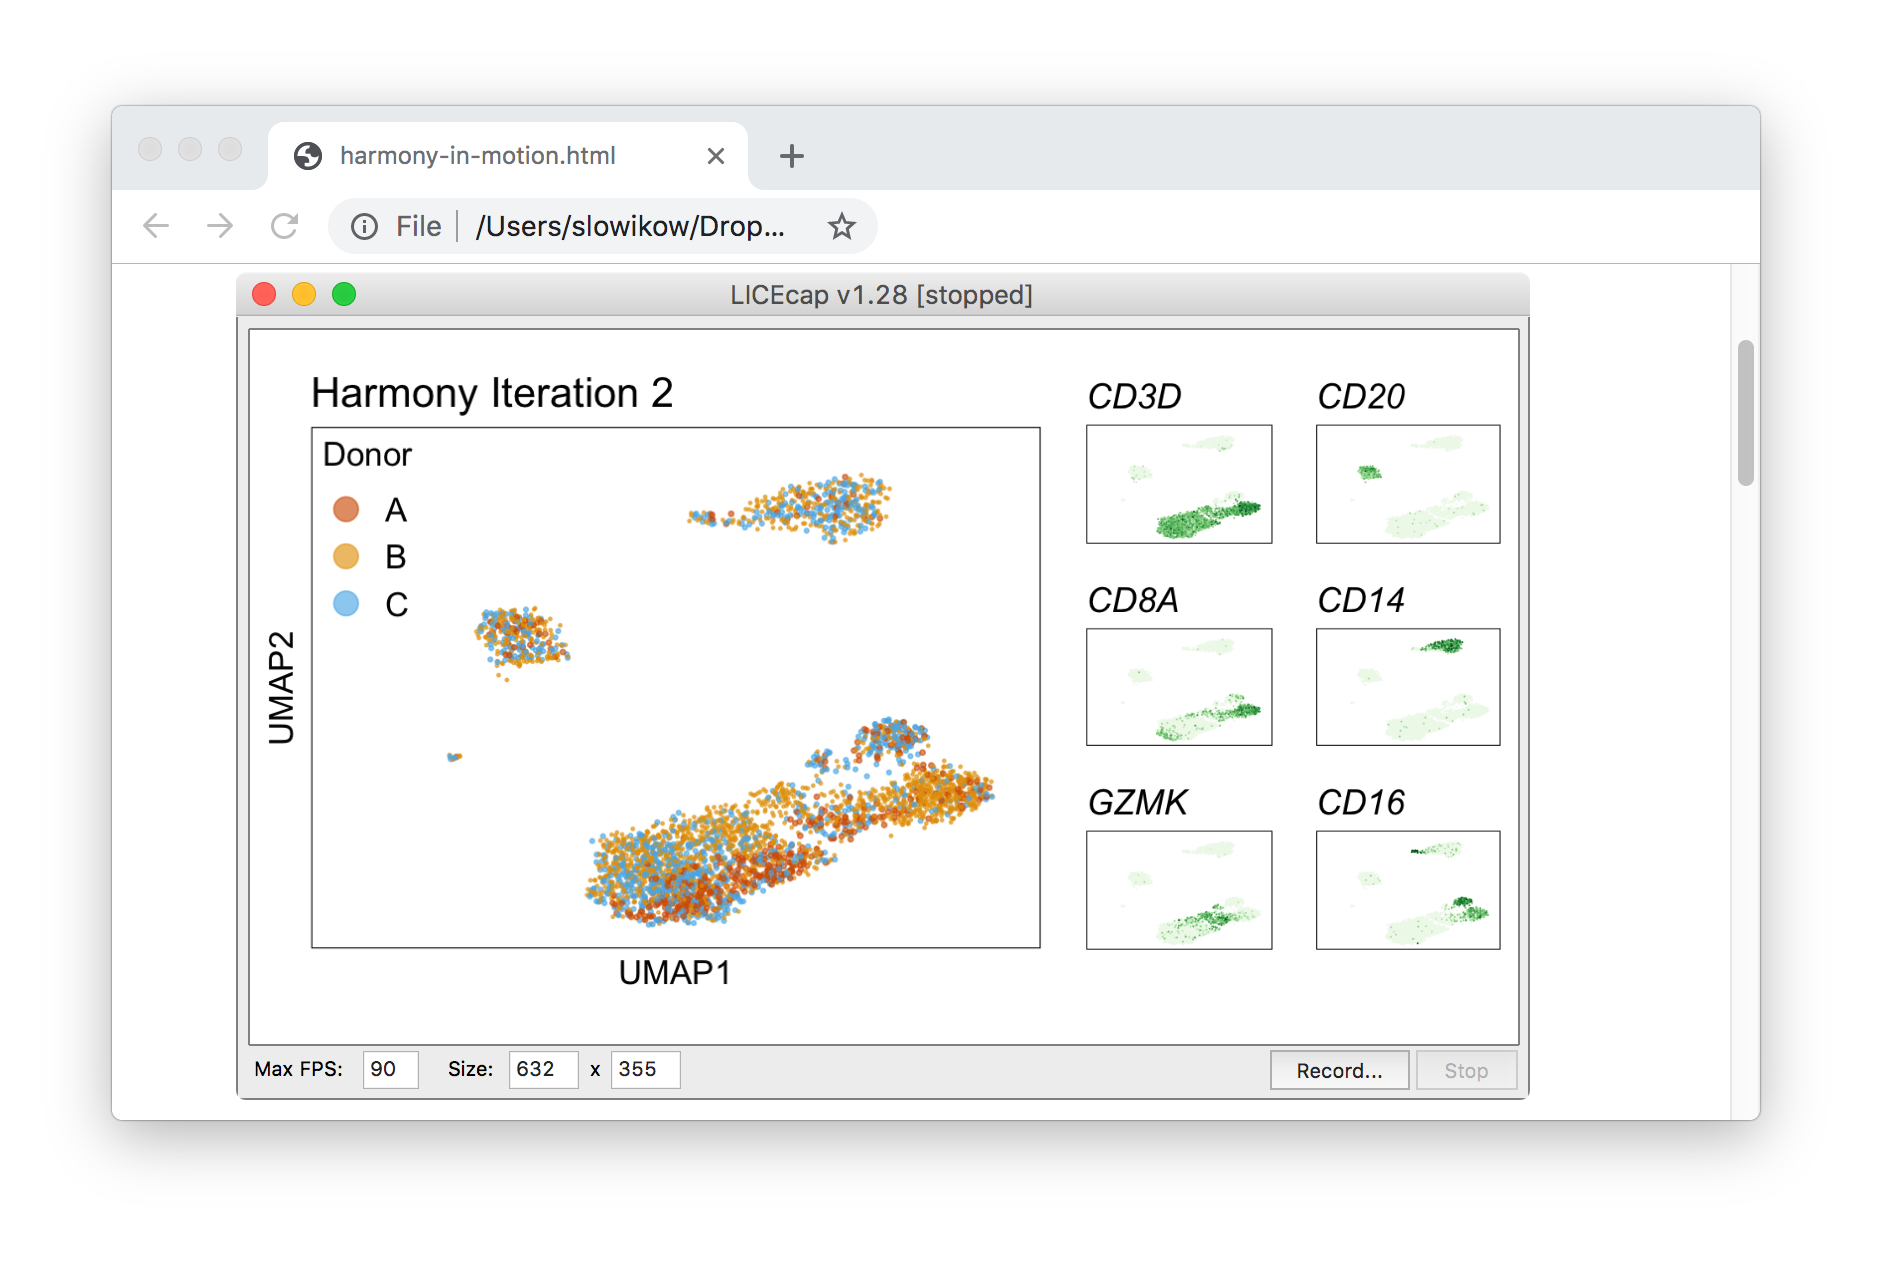 harmony-in-motion.html
File /Users/slowikow/Drop...
LICEcap v1.28 [stopped]
Harmony Iteration 2
Donor
A
B
C
UMAP2
UMAP1
CD3D
CD20
CD8A
CD14
GZMK
CD16
Max FPS: 90 Size: 632 x 355 Record... Stop